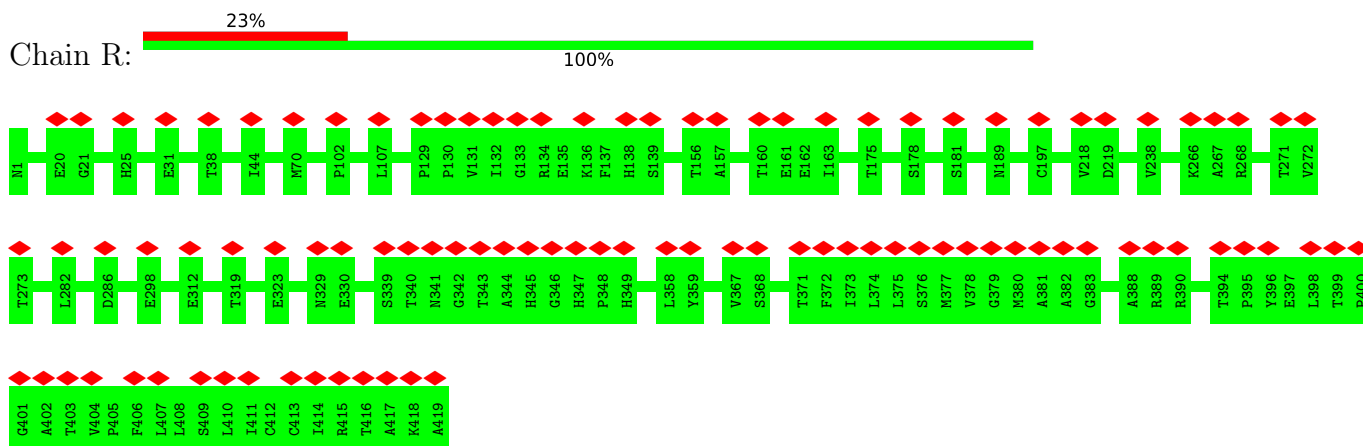 23%
Chain R:
100%
N1 E20 G21 H25 E31 T38 I44 M70 P102 L107 P129 P130 V131 I132 G133 R134 E135 K136 F137 H138 S139 T156 A157 T160 E161 E162 I163 T175 S178 S181 N189 C197 V218 D219 V238 K266 A267 R268 T271 V272
T273 L282 D286 E298 E312 T319 E323 N329 E330 S339 T340 N341 G342 T343 A344 H345 G346 H347 P348 H349 L358 Y359 V367 S368 T371 F372 I373 L374 L375 S376 M377 V378 G379 M380 A381 A382 G383 A388 R389 R390 T394 P395 Y396 E397 L398 T399
G401 A402 T403 V404 P405 F406 L407 L408 S409 L410 I411 C412 C413 I414 R415 T416 A417 K418 A419